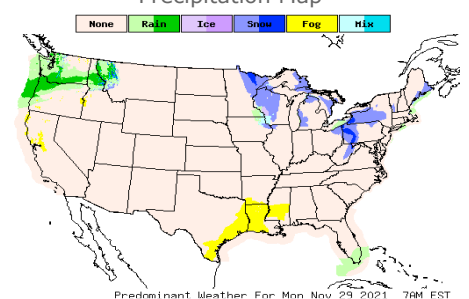 Precipitation Map
None Rain Ice Snow Fog Mix
Predominant Weather For Mon Nov 29 2021  7AM EST